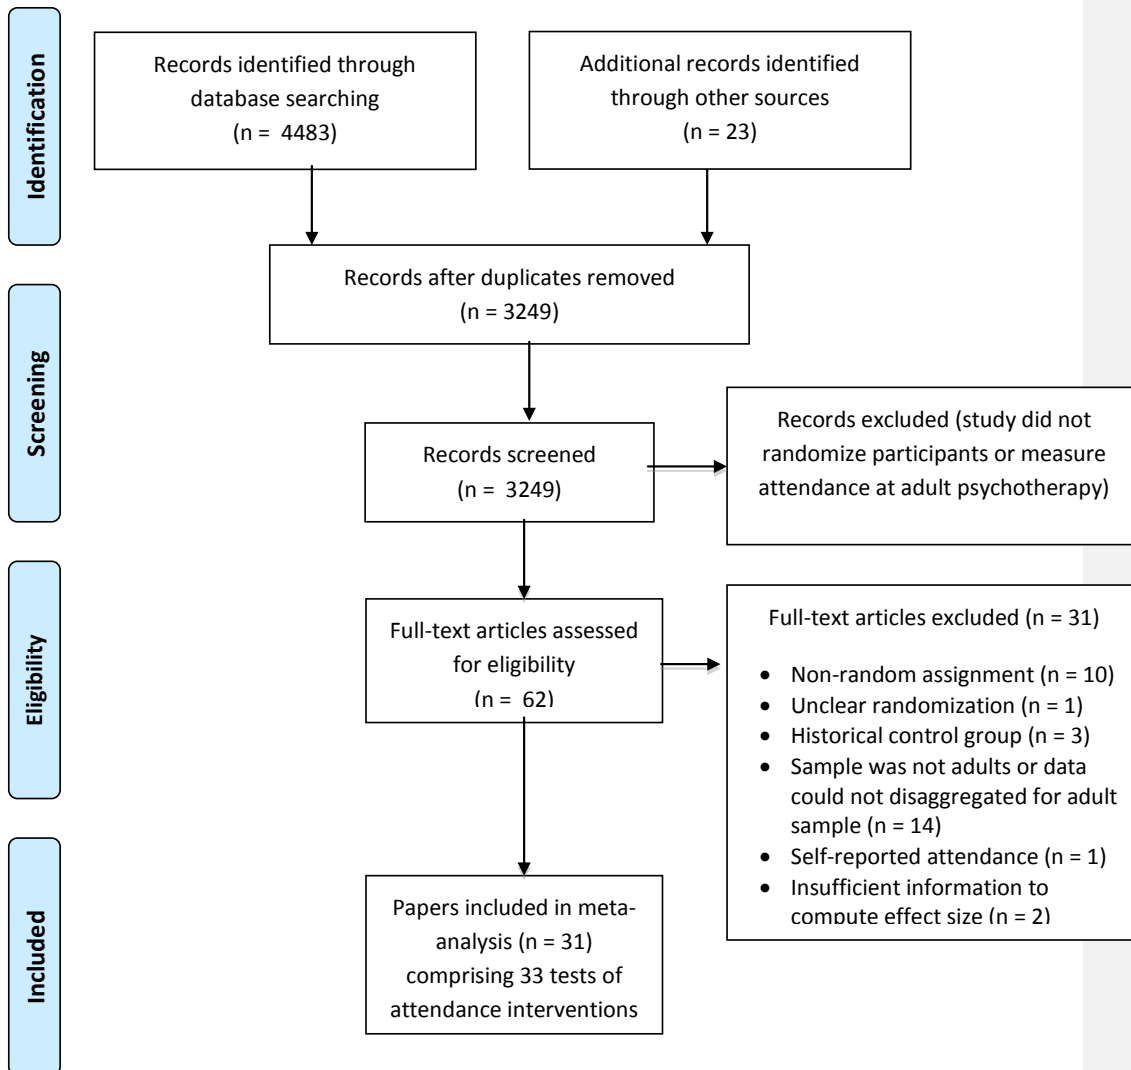 Identification
Records identified through
database searching
(n =  4483)
Additional records identified
through other sources
(n = 23)
Records after duplicates removed
(n = 3249)
Screening
Records screened
(n =  3249)
Records excluded (study did not
randomize participants or measure
attendance at adult psychotherapy)
Eligibility
Full-text articles assessed
for eligibility
(n =  62)
Full-text articles excluded (n = 31)
• Non-random assignment (n = 10)
• Unclear randomization (n = 1)
• Historical control group (n = 3)
• Sample was not adults or data
could not disaggregated for adult
sample (n = 14)
• Self-reported attendance (n = 1)
• Insufficient information to
compute effect size (n = 2)
Included
Papers included in meta-
analysis (n = 31)
comprising 33 tests of
attendance interventions